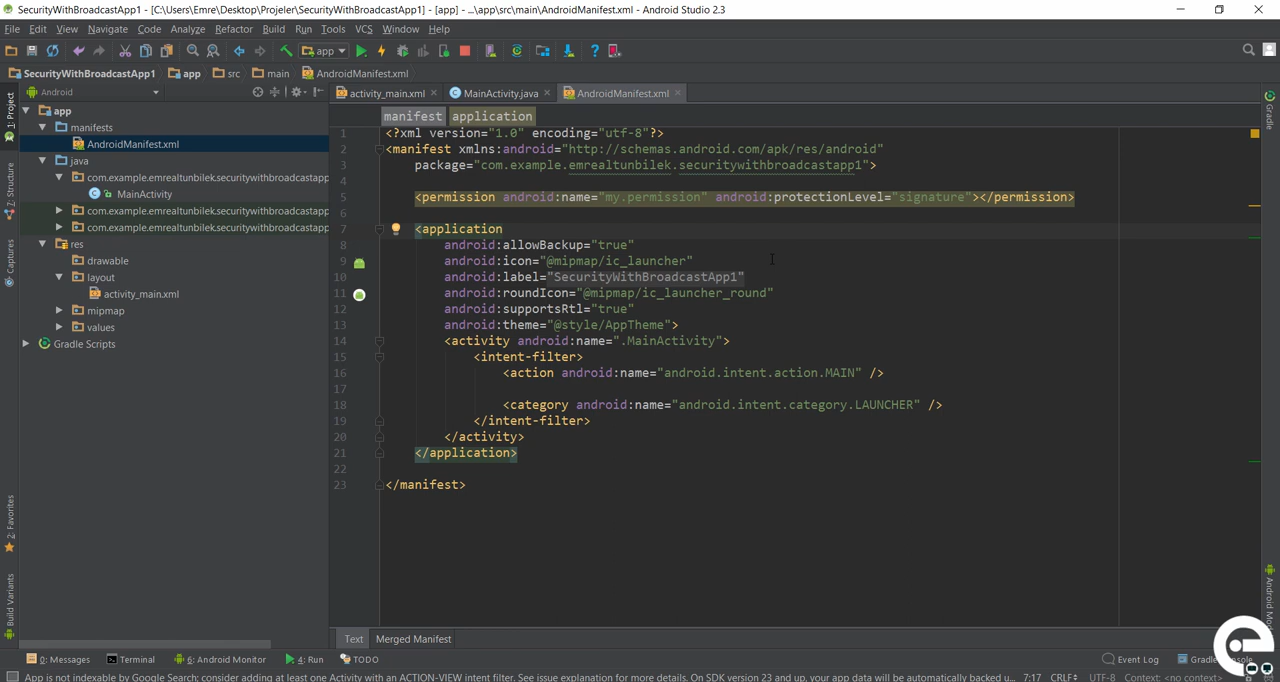 SecurityWithBroadcastApp1 - [C:\Users\Emre\Desktop\Projeler\SecurityWithBroadcastApp1] - [app] - ...\app\src\main\AndroidManifest.xml - Android Studio 2.3
File Edit View Navigate Code Analyze Refactor Build Run Tools VCS Window Help
app
SecurityWithBroadcastApp1 app src main AndroidManifest.xml
Android
activity_main.xml MainActivity.java AndroidManifest.xml
manifest application
1: Project
Z: Structure
Captures
2: Favorites
Build Variants
app
manifests
AndroidManifest.xml
java
com.example.emrealtunbilek.securitywithbroadcastapp
MainActivity
com.example.emrealtunbilek.securitywithbroadcastapp
com.example.emrealtunbilek.securitywithbroadcastapp
res
drawable
layout
activity_main.xml
mipmap
values
Gradle Scripts
1 <?xml version="1.0" encoding="utf-8"?>
2 <manifest xmlns:android="http://schemas.android.com/apk/res/android"
3 package="com.example.emrealtunbilek.securitywithbroadcastapp1">
4
5 <permission android:name="my.permission" android:protectionLevel="signature"></permission>
6
7 <application
8 android:allowBackup="true"
9 android:icon="@mipmap/ic_launcher"
10 android:label="SecurityWithBroadcastApp1"
11 android:roundIcon="@mipmap/ic_launcher_round"
12 android:supportsRtl="true"
13 android:theme="@style/AppTheme">
14 <activity android:name=".MainActivity">
15 <intent-filter>
16 <action android:name="android.intent.action.MAIN" />
17
18 <category android:name="android.intent.category.LAUNCHER" />
19 </intent-filter>
20 </activity>
21 </application>
22
23 </manifest>
Gradle
Android
Text Merged Manifest
0: Messages Terminal 6: Android Monitor 4: Run TODO Event Log Gradle
App is not indexable by Google Search; consider adding at least one Activity with an ACTION-VIEW intent filter. See issue explanation for more details. On SDK version 23 and up, your app data will be automatically backed u... 7:17 CRLF UTF-8 Context: <no context>